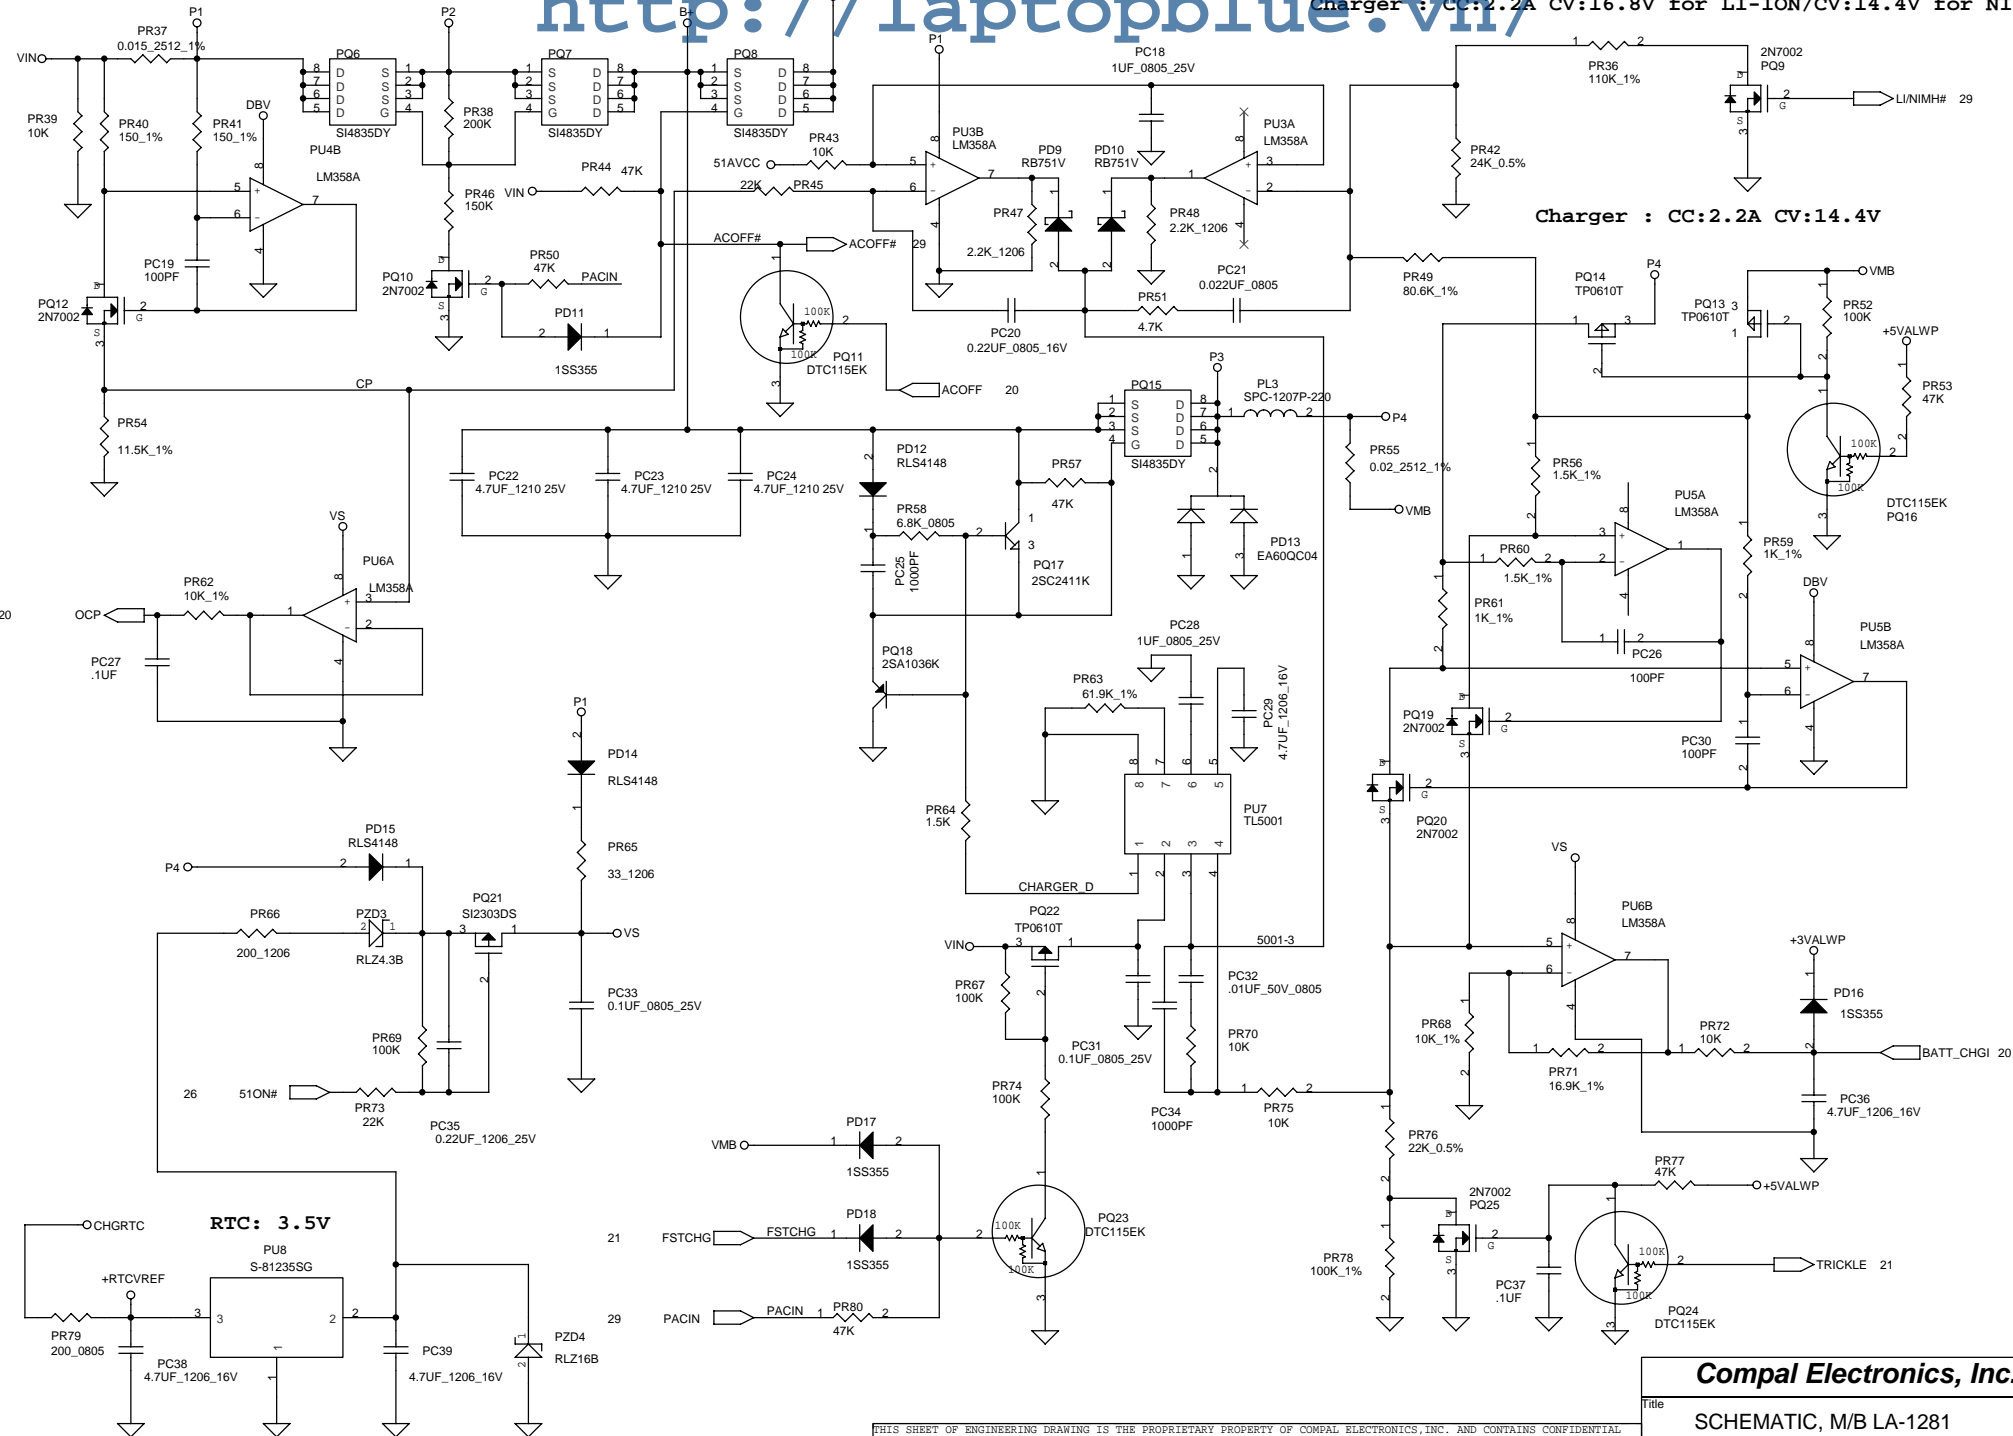 http://laptopblue.vn/
Charger : CC:2.2A CV:16.8V for LI-ION/CV:14.4V for NI
P1
P2
B+
PR37
0.015_2512_1%
VIN
PQ6
SI4835DY
PQ7
SI4835DY
PQ8
SI4835DY
PR39
10K
PR40
150_1%
PR41
150_1%
DBV
PU4B
LM358A
PR38
200K
PR44 47K
VIN
PR46
150K
PR43
10K
51AVCC
22K PR45
P1
PU3B
LM358A
PC18
1UF_0805_25V
PD9
RB751V
PD10
RB751V
PU3A
LM358A
PR36
110K_1%
2N7002
PQ9
LI/NIMH# 29
PR42
24K_0.5%
Charger : CC:2.2A CV:14.4V
PR47
2.2K_1206
PR48
2.2K_1206
PC19
100PF
PQ12
2N7002
PQ10
2N7002
PR50
47K
PACIN
PD11
1SS355
ACOFF#
ACOFF# 29
100K
100K
PQ11
DTC115EK
ACOFF 20
PC20
0.22UF_0805_16V
PR51
4.7K
PC21
0.022UF_0805
PR49
80.6K_1%
PQ14
TP0610T
P4
PQ13
TP0610T
VMB
PR52
100K
+5VALWP
PR53
47K
100K
100K
DTC115EK
PQ16
CP
PR54
11.5K_1%
PC22
4.7UF_1210 25V
PC23
4.7UF_1210 25V
PC24
4.7UF_1210 25V
PD12
RLS4148
PR58
6.8K_0805
PC25
1000PF
PR57
47K
PQ17
2SC2411K
PQ15
SI4835DY
P3
PL3
SPC-1207P-220
P4
PR55
0.02_2512_1%
VMB
PD13
EA60QC04
PR56
1.5K_1%
PU5A
LM358A
PR60
1.5K_1%
PR61
1K_1%
PC26
100PF
PR59
1K_1%
DBV
PU5B
LM358A
PC30
100PF
PQ19
2N7002
PQ20
2N7002
VS
PU6A
LM358A
PR62
10K_1%
20 OCP
PC27
.1UF
PQ18
2SA1036K
PC28
1UF_0805_25V
PR63
61.9K_1%
PC29
4.7UF_1206_16V
PU7
TL5001
PR64
1.5K
CHARGER_D
P1
PD14
RLS4148
PR65
33_1206
PD15
RLS4148
P4
PR66
200_1206
PZD3
RLZ4.3B
PQ21
SI2303DS
VS
PC33
0.1UF_0805_25V
PR69
100K
26 51ON#
PR73
22K
PC35
0.22UF_1206_25V
PQ22
TP0610T
VIN
PR67
100K
5001-3
PC32
.01UF_50V_0805
PC31
0.1UF_0805_25V
PR70
10K
PR74
100K
PC34
1000PF
PR75
10K
VS
PU6B
LM358A
+3VALWP
PD16
1SS355
PR68
10K_1%
PR71
16.9K_1%
PR72
10K
BATT_CHGI 20
PC36
4.7UF_1206_16V
PR76
22K_0.5%
2N7002
PQ25
PR77
47K
+5VALWP
PR78
100K_1%
PC37
.1UF
100K
100K
TRICKLE 21
PQ24
DTC115EK
VMB
PD17
1SS355
21 FSTCHG
FSTCHG
PD18
1SS355
100K
100K
PQ23
DTC115EK
29 PACIN
PACIN
PR80
47K
CHGRTC
RTC: 3.5V
PU8
S-81235SG
+RTCVREF
PR79
200_0805
PC38
4.7UF_1206_16V
PC39
4.7UF_1206_16V
PZD4
RLZ16B
Compal Electronics, Inc.
Title
SCHEMATIC, M/B LA-1281
THIS SHEET OF ENGINEERING DRAWING IS THE PROPRIETARY PROPERTY OF COMPAL ELECTRONICS,INC. AND CONTAINS CONFIDENTIAL